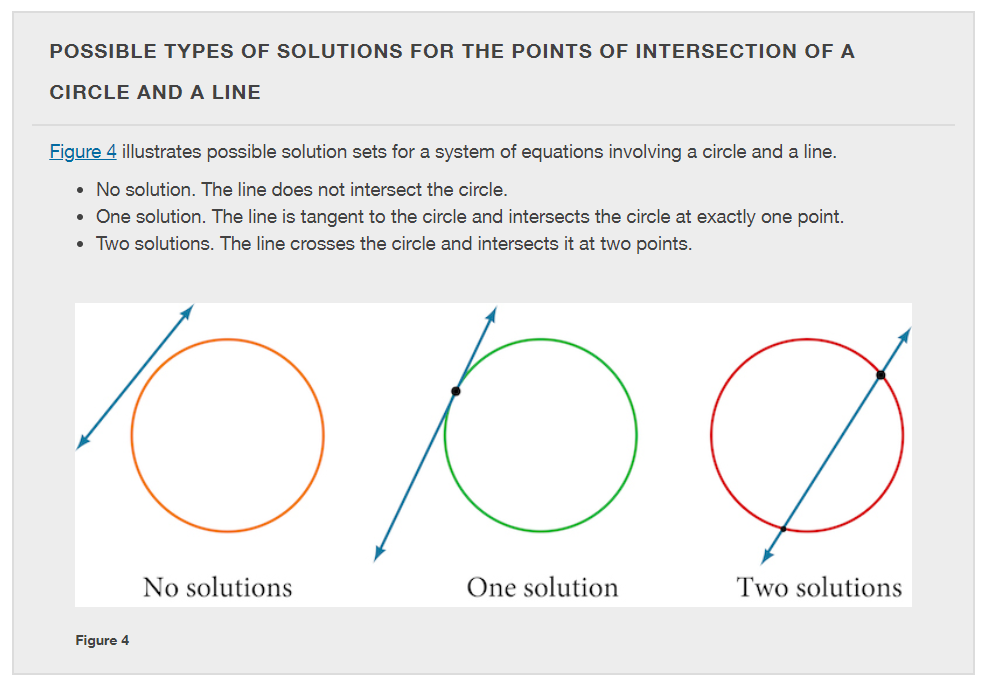 POSSIBLE TYPES OF SOLUTIONS FOR THE POINTS OF INTERSECTION OF A
CIRCLE AND A LINE
Figure 4 illustrates possible solution sets for a system of equations involving a circle and a line.
• No solution. The line does not intersect the circle.
• One solution. The line is tangent to the circle and intersects the circle at exactly one point.
• Two solutions. The line crosses the circle and intersects it at two points.
No solutions
One solution
Two solutions
Figure 4